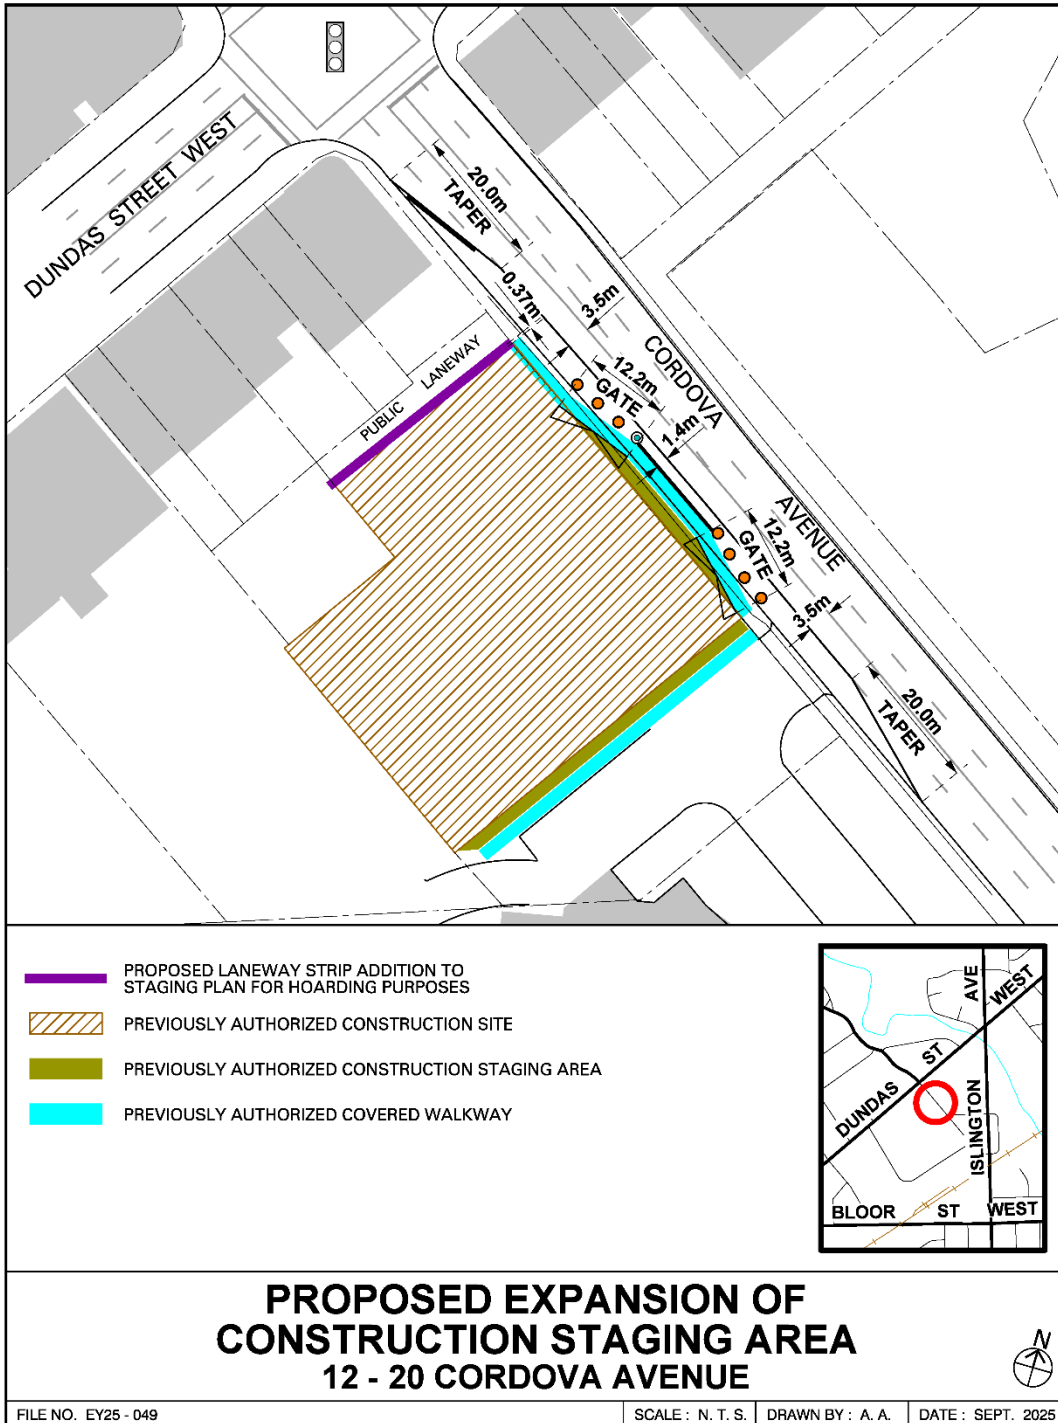 DUNDAS STREET WEST
20.0m
TAPER
0.37m
3.5m
CORDOVA
AVENUE
PUBLIC LANEWAY
12.2m
GATE
1.4m
12.2m
GATE
3.5m
20.0m
TAPER
PROPOSED LANEWAY STRIP ADDITION TO
STAGING PLAN FOR HOARDING PURPOSES
PREVIOUSLY AUTHORIZED CONSTRUCTION SITE
PREVIOUSLY AUTHORIZED CONSTRUCTION STAGING AREA
PREVIOUSLY AUTHORIZED COVERED WALKWAY
DUNDAS ST WEST
ISLINGTON AVE
BLOOR ST WEST
PROPOSED EXPANSION OF
CONSTRUCTION STAGING AREA
12 - 20 CORDOVA AVENUE
N
FILE NO. EY25 - 049
SCALE : N. T. S.
DRAWN BY : A. A.
DATE : SEPT. 2025